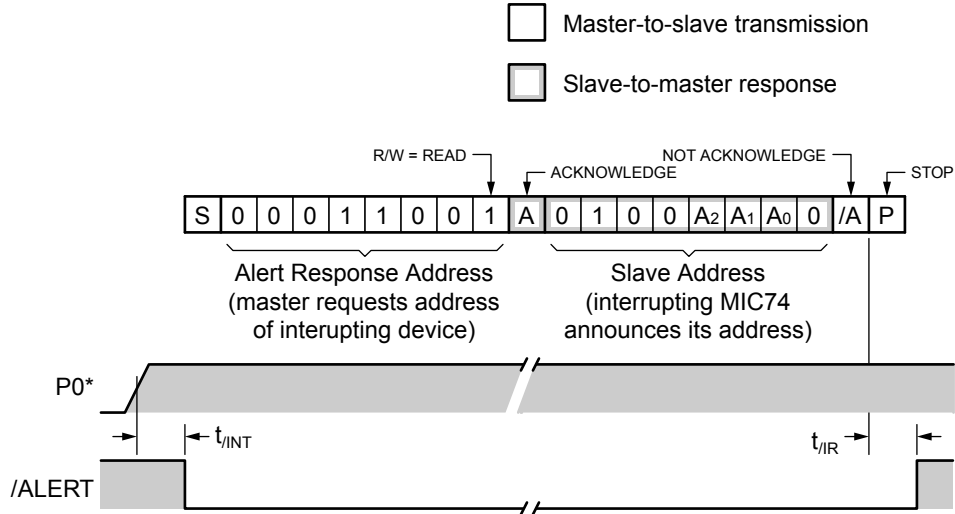 Master-to-slave transmission
Slave-to-master response
R/W = READ
ACKNOWLEDGE
NOT ACKNOWLEDGE
STOP
S 0 0 0 1 1 0 0 1 A 0 1 0 0 A2 A1 A0 0 /A P
Alert Response Address
(master requests address
of interupting device)
Slave Address
(interrupting MIC74
announces its address)
P0*
t/INT
t/IR
/ALERT